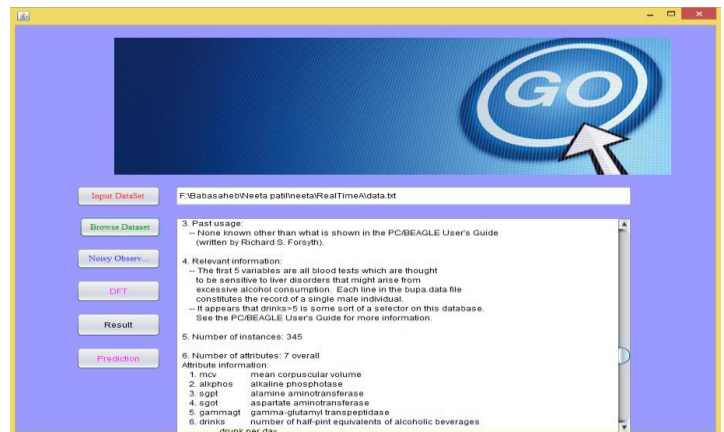 GO
Input DataSet
F:\Babasaheb\Neeta patil\neeta\RealTimeA\data.txt
Browse Dataset
Noisy Observ...
DFT
Result
Prediction
3. Past usage:
-- None known other than what is shown in the PC/BEAGLE User's Guide
(written by Richard S. Forsyth).
4. Relevant information:
-- The first 5 variables are all blood tests which are thought
to be sensitive to liver disorders that might arise from
excessive alcohol consumption. Each line in the bupa.data file
constitutes the record of a single male individual.
-- It appears that drinks>5 is some sort of a selector on this database.
See the PC/BEAGLE User's Guide for more information.
5. Number of instances: 345
6. Number of attributes: 7 overall
Attribute information:
1. mcv mean corpuscular volume
2. alkphos alkaline phosphotase
3. sgpt alamine aminotransferase
4. sgot aspartate aminotransferase
5. gammagt gamma-glutamyl transpeptidase
6. drinks number of half-pint equivalents of alcoholic beverages
drunk per day